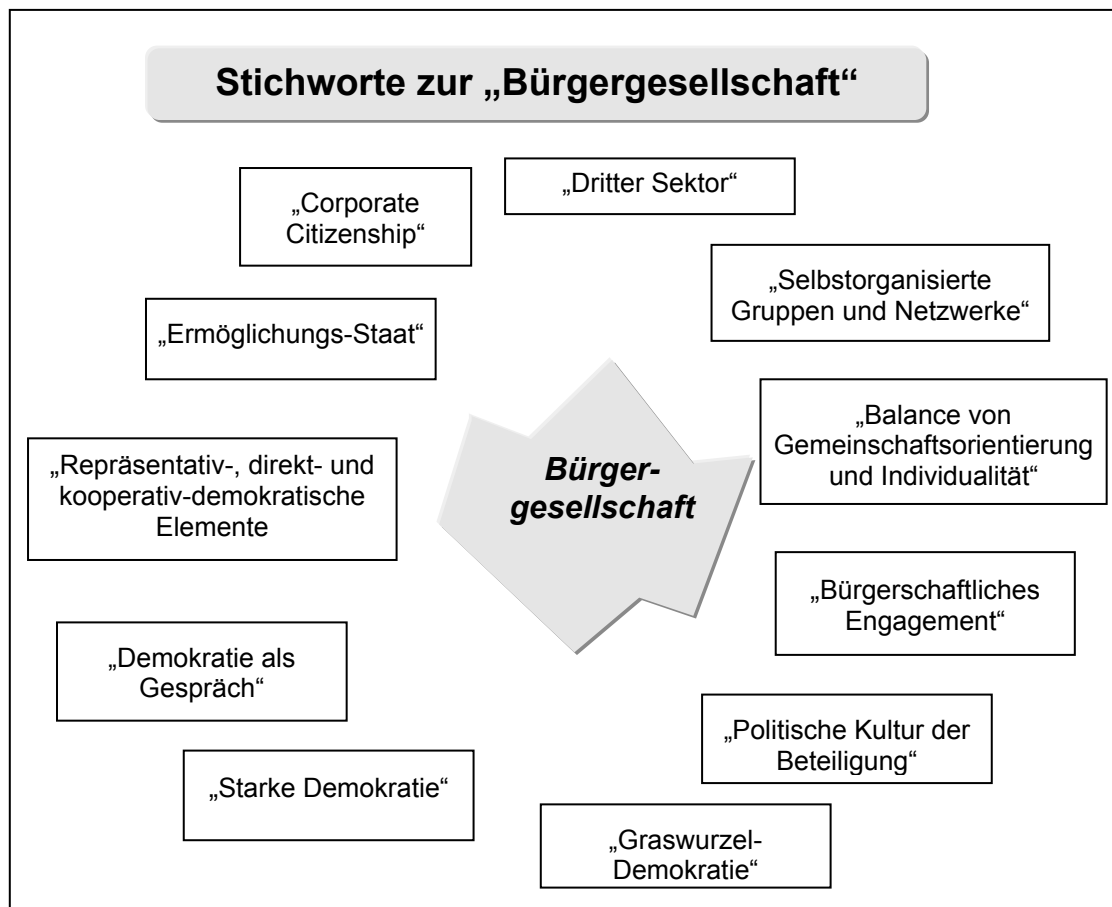 Stichworte zur „Bürgergesellschaft“
„Dritter Sektor“
„Corporate
Citizenship“
„Selbstorganisierte
Gruppen und Netzwerke“
„Ermöglichungs-Staat“
„Balance von
Gemeinschaftsorientierung
und Individualität“
Bürger-
gesellschaft
„Repräsentativ-, direkt- und
kooperativ-demokratische
Elemente
„Bürgerschaftliches
Engagement“
„Demokratie als
Gespräch“
„Politische Kultur der
Beteiligung“
„Starke Demokratie“
„Graswurzel-
Demokratie“